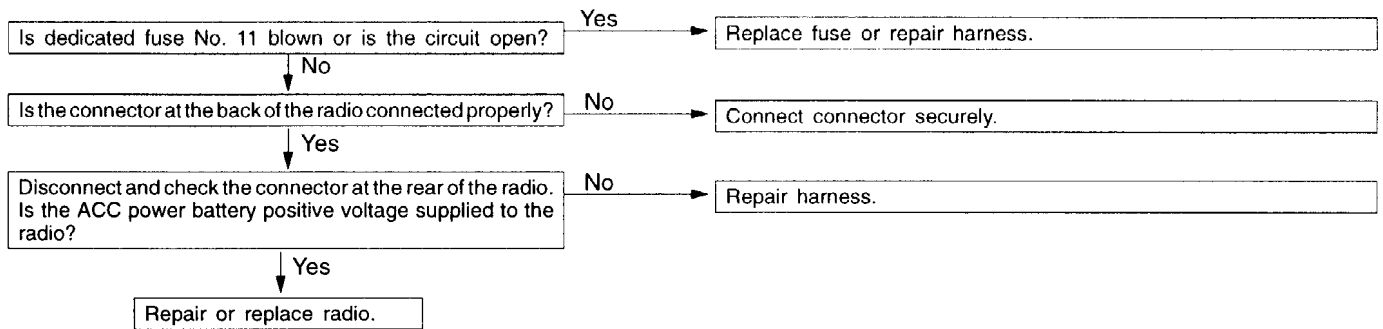 Is dedicated fuse No. 11 blown or is the circuit open?
Yes
Replace fuse or repair harness.
No
Is the connector at the back of the radio connected properly?
No
Connect connector securely.
Yes
Disconnect and check the connector at the rear of the radio.
Is the ACC power battery positive voltage supplied to the
radio?
No
Repair harness.
Yes
Repair or replace radio.